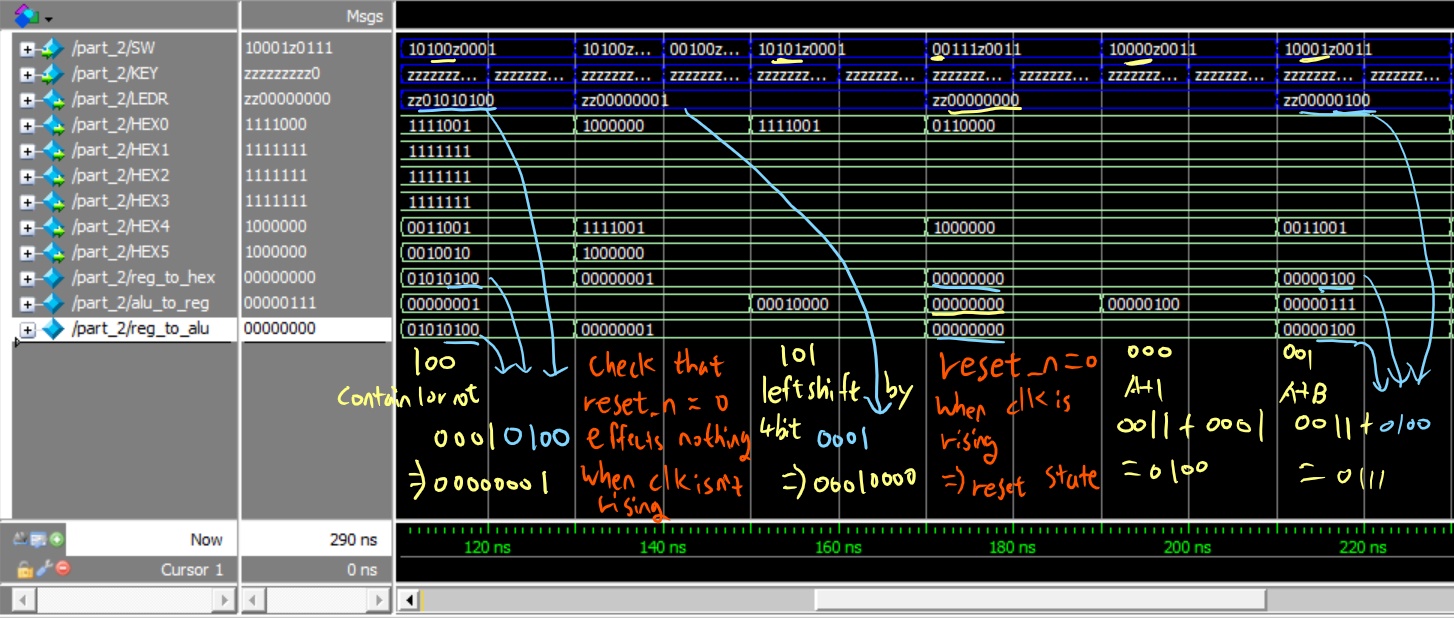 Msgs
/part_2/SW 10001z0111 10100z0001 10100z... 00100z... 10101z0001 00111z0011 10000z0011 10001z0011
/part_2/KEY zzzzzzzzz0 zzzzzzz... zzzzzzz... zzzzzzz... zzzzzzz... zzzzzzz... zzzzzzz... zzzzzzz... zzzzzzz... zzzzzzz... zzzzzzz... zzzzzzz... zzzzzzz...
/part_2/LEDR zz00000000 zz01010100 zz00000001 zz00000000 zz00000100
/part_2/HEX0 1111000 1111001 1000000 1111001 0110000
/part_2/HEX1 1111111 1111111
/part_2/HEX2 1111111 1111111
/part_2/HEX3 1111111 1111111
/part_2/HEX4 1000000 0011001 1111001 1000000 0011001
/part_2/HEX5 1000000 0010010 1000000
/part_2/reg_to_hex 00000000 01010100 00000001 00000000 00000100
/part_2/alu_to_reg 00000111 00000001 00010000 00000000 00000100 00000111
/part_2/reg_to_alu 00000000 01010100 00000001 00000000 00000100
100
Contain 1 or not
00010100
⇒ 00000001
Check that
reset_n = 0
effects nothing
when clk isn't
rising
101
left shift by
4bit 0001
⇒ 00010000
reset_n = 0
when clk is
rising
⇒ reset state
000
A+1
0011 + 0001
= 0100
001
A+B
0011 + 0100
= 0111
Now 290 ns
Cursor 1 0 ns
120 ns 140 ns 160 ns 180 ns 200 ns 220 ns